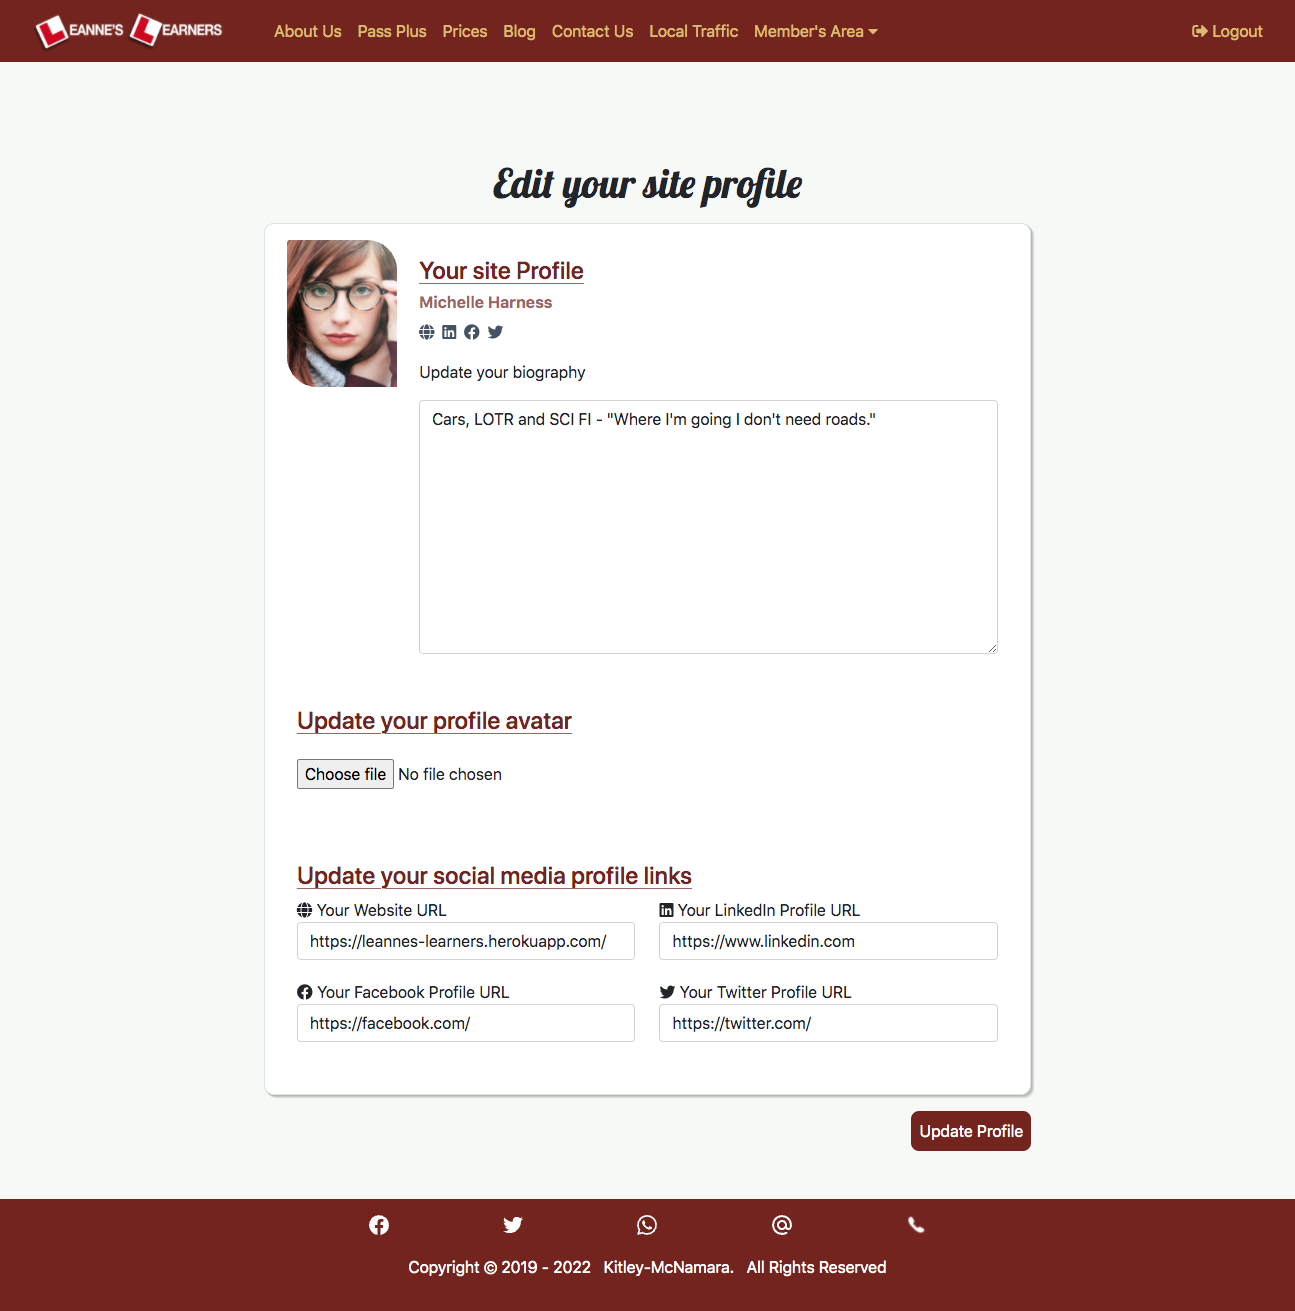 LEANNE'S LEARNERS About Us Pass Plus Prices Blog Contact Us Local Traffic Member's Area Logout
Edit your site profile
Your site Profile
Michelle Harness
Update your biography
Cars, LOTR and SCI FI - "Where I'm going I don't need roads."
Update your profile avatar
Choose file No file chosen
Update your social media profile links
Your Website URL Your LinkedIn Profile URL
https://leannes-learners.herokuapp.com/ https://www.linkedin.com
Your Facebook Profile URL Your Twitter Profile URL
https://facebook.com/ https://twitter.com/
Update Profile
Copyright © 2019 - 2022 Kitley-McNamara. All Rights Reserved